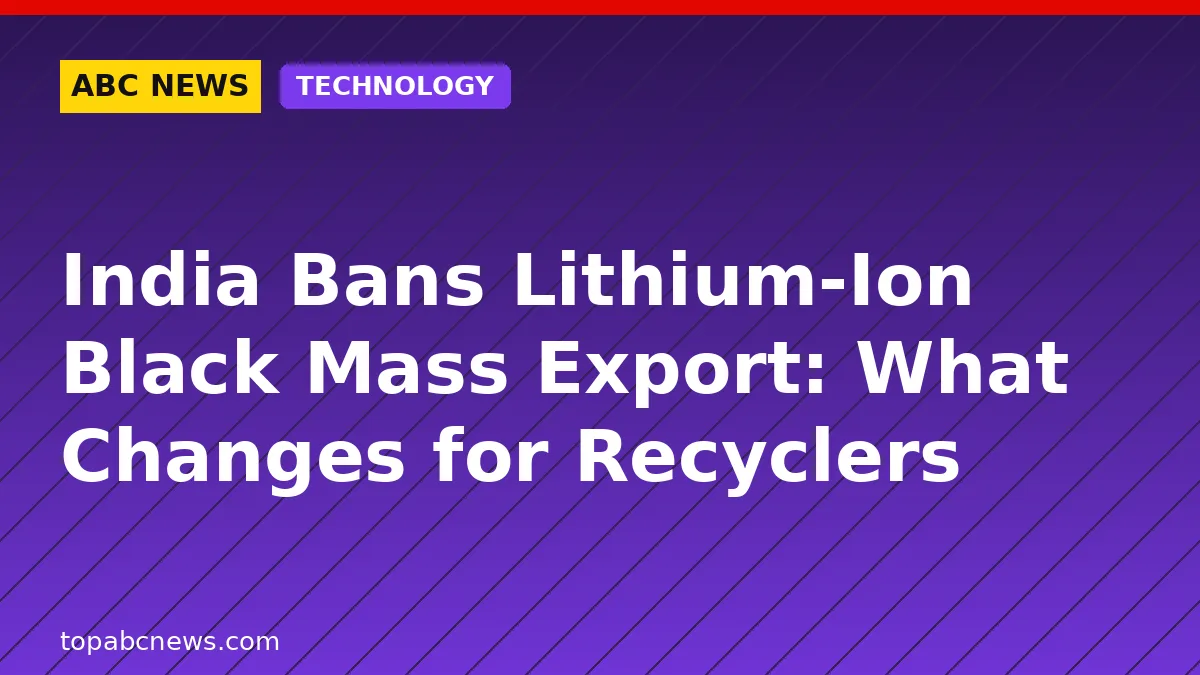 ABC NEWS
TECHNOLOGY
India Bans Lithium-Ion
Black Mass Export: What
Changes for Recyclers
topabcnews.com